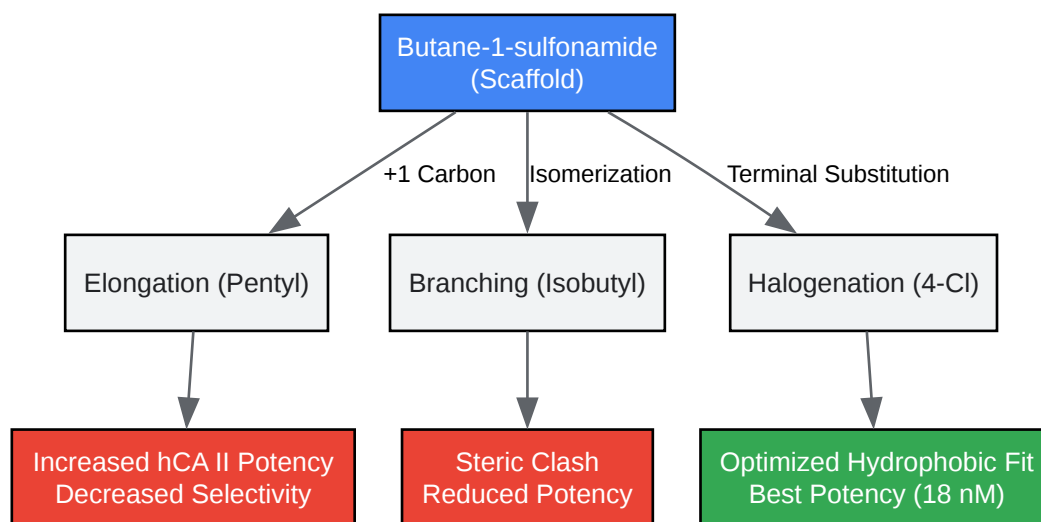 Butane-1-sulfonamide
(Scaffold)
+1 Carbon
Isomerization
Terminal Substitution
Elongation (Pentyl)
Branching (Isobutyl)
Halogenation (4-Cl)
Increased hCA II Potency
Decreased Selectivity
Steric Clash
Reduced Potency
Optimized Hydrophobic Fit
Best Potency (18 nM)